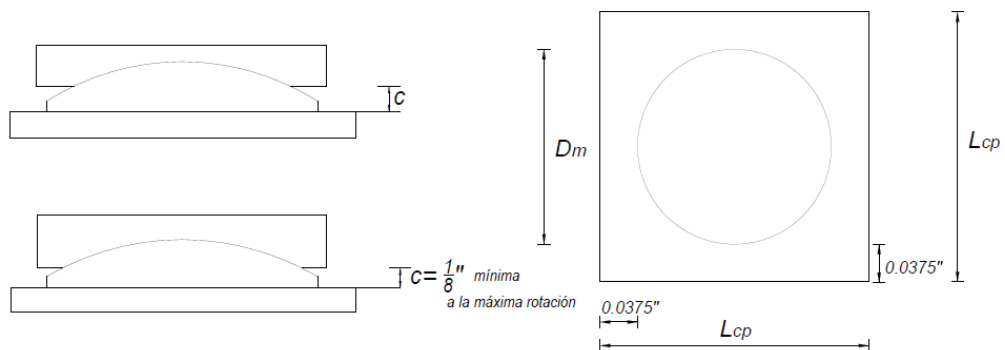 c
c= 1/8" mínima
a la máxima rotación
Dm
Lcp
0.0375"
0.0375"
Lcp